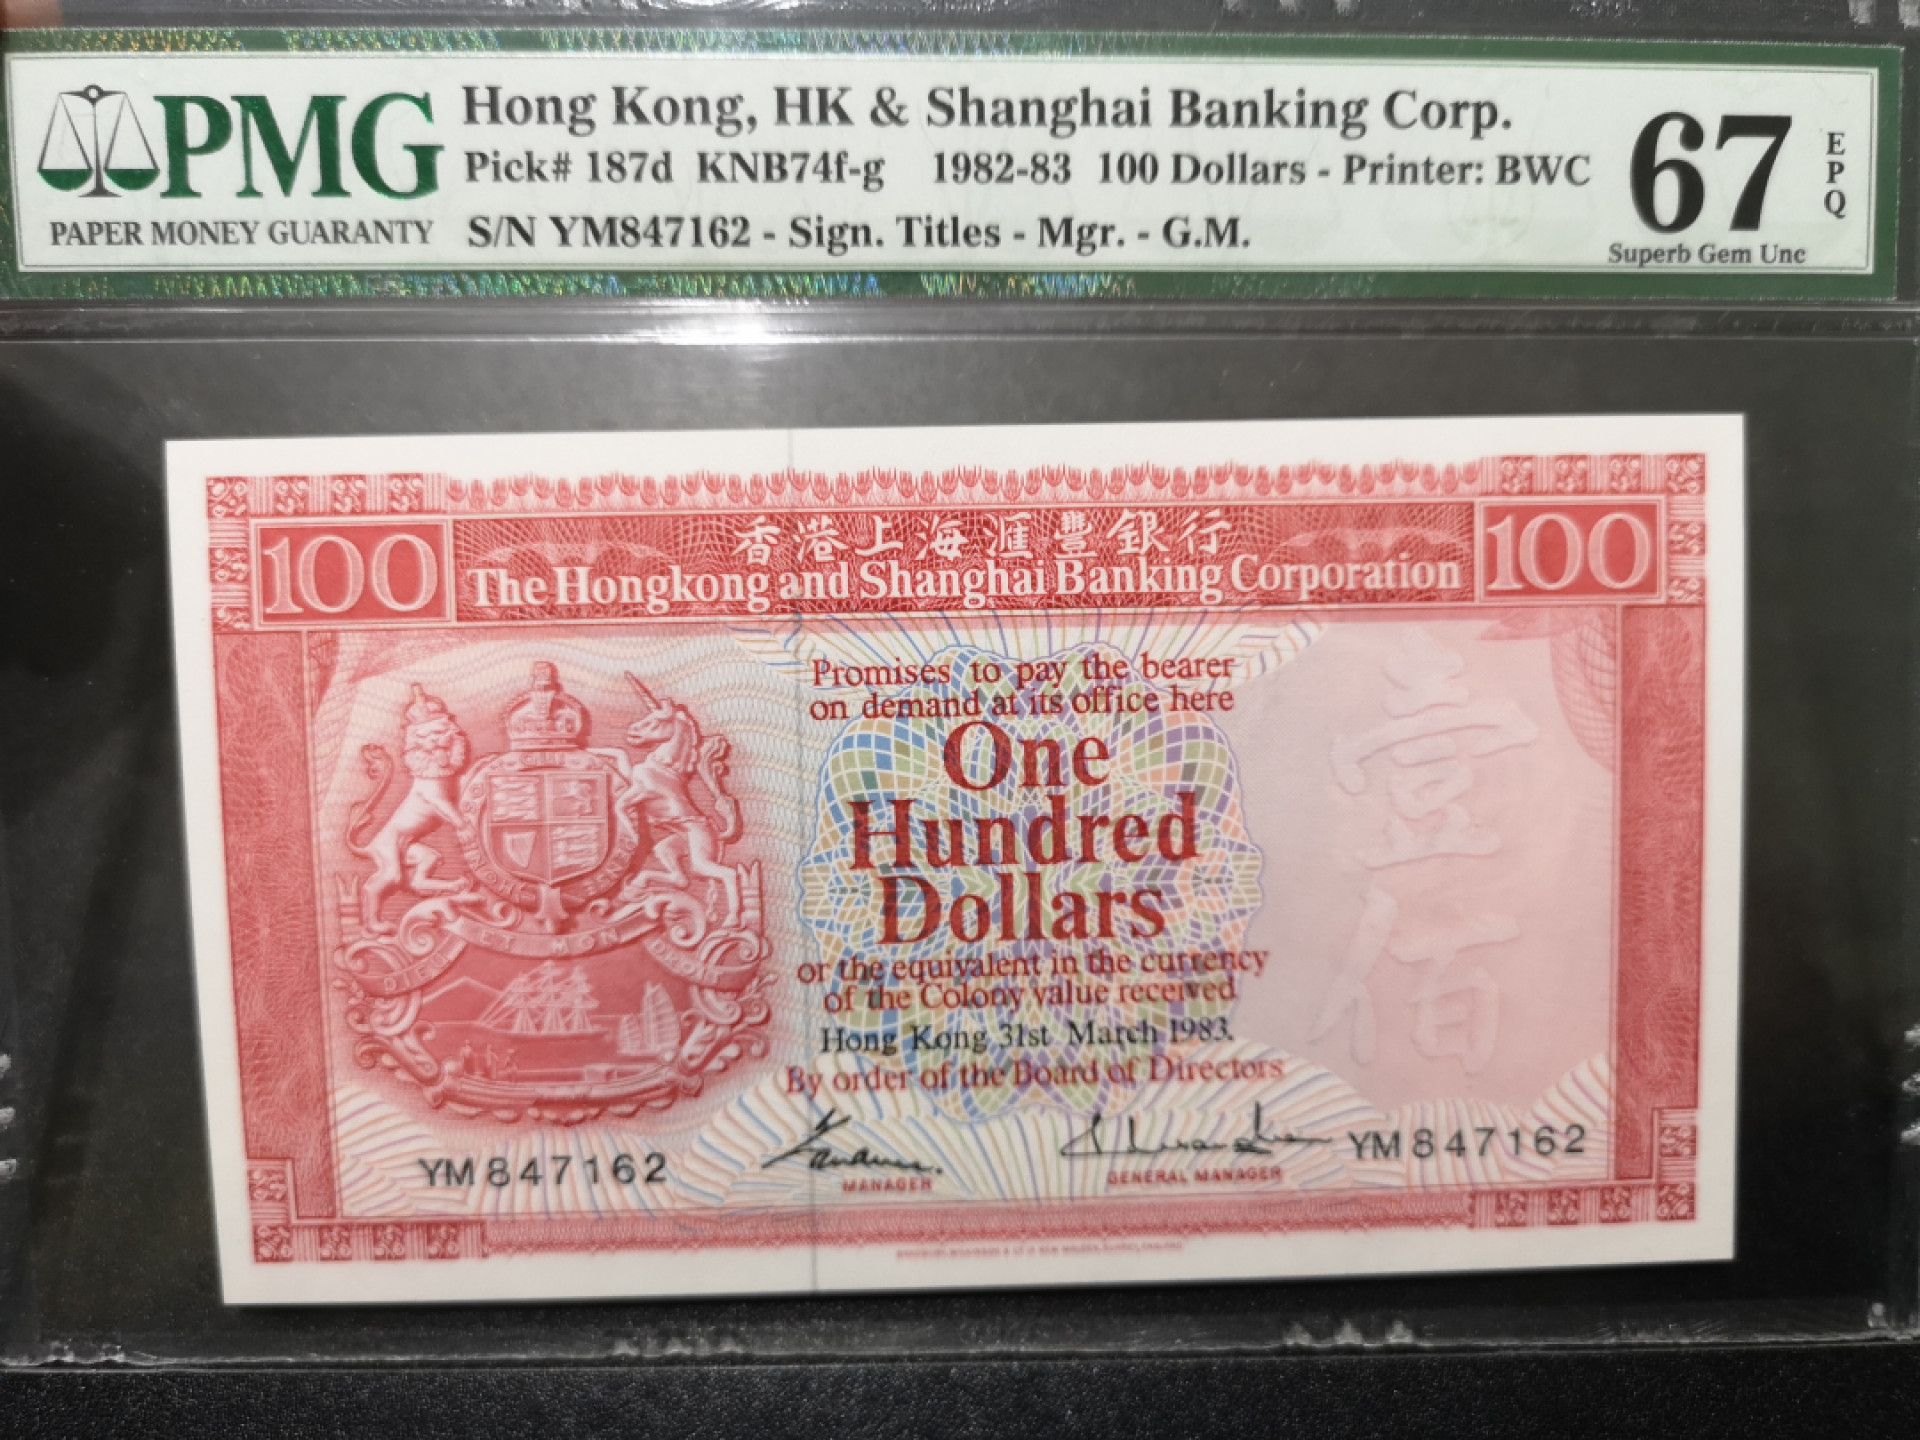 PMG
PAPER MONEY GUARANTY
Hong Kong, HK & Shanghai Banking Corp.
Pick# 187d KNB74f-g 1982-83 100 Dollars - Printer: BWC
S/N YM847162 - Sign. Titles - Mgr. - G.M.
67
EPQ
Superb Gem Unc
100
香港上海滙豐銀行
100
The Hongkong and Shanghai Banking Corporation
Promises to pay the bearer
on demand at its office here
One
Hundred
Dollars
or the equivalent in the currency
of the Colony value received
Hong Kong 31st March 1983.
By order of the Board of Directors
壹
佰
DIEU ET MON DROIT
YM847162
MANAGER
GENERAL MANAGER
YM847162